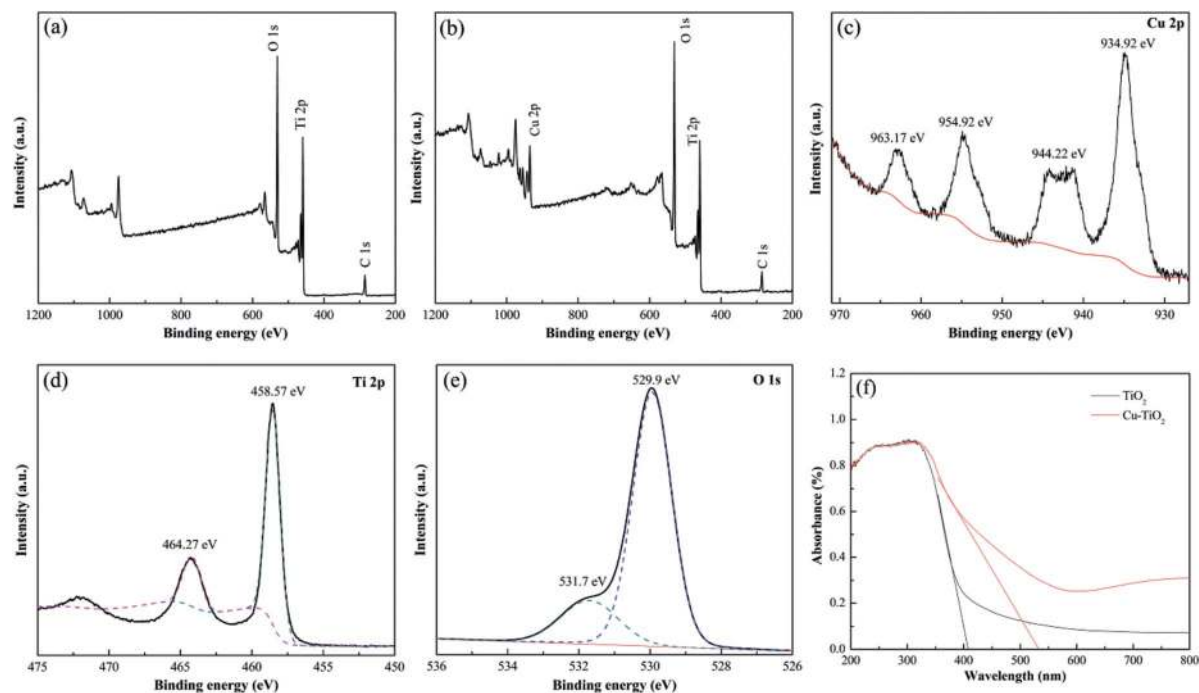 (a)
O 1s
Ti 2p
C 1s
Intensity (a.u.)
1200 1000 800 600 400 200
Binding energy (eV)
(b)
O 1s
Cu 2p
Ti 2p
C 1s
Intensity (a.u.)
1200 1000 800 600 400 200
Binding energy (eV)
(c)
Cu 2p
934.92 eV
954.92 eV
963.17 eV
944.22 eV
Intensity (a.u.)
970 960 950 940 930
Binding energy (eV)
(d)
Ti 2p
458.57 eV
464.27 eV
Intensity (a.u.)
475 465 455 450
Binding energy (eV)
(e)
529.9 eV
O 1s
531.7 eV
Intensity (a.u.)
536 534 532 530 528 526
Binding energy (eV)
(f)
TiO₂
Cu-TiO₂
1.2
1.0
0.8
0.6
0.4
0.2
0.0
Absorbance (%)
200 300 400 500 600 700 800
Wavelength (nm)